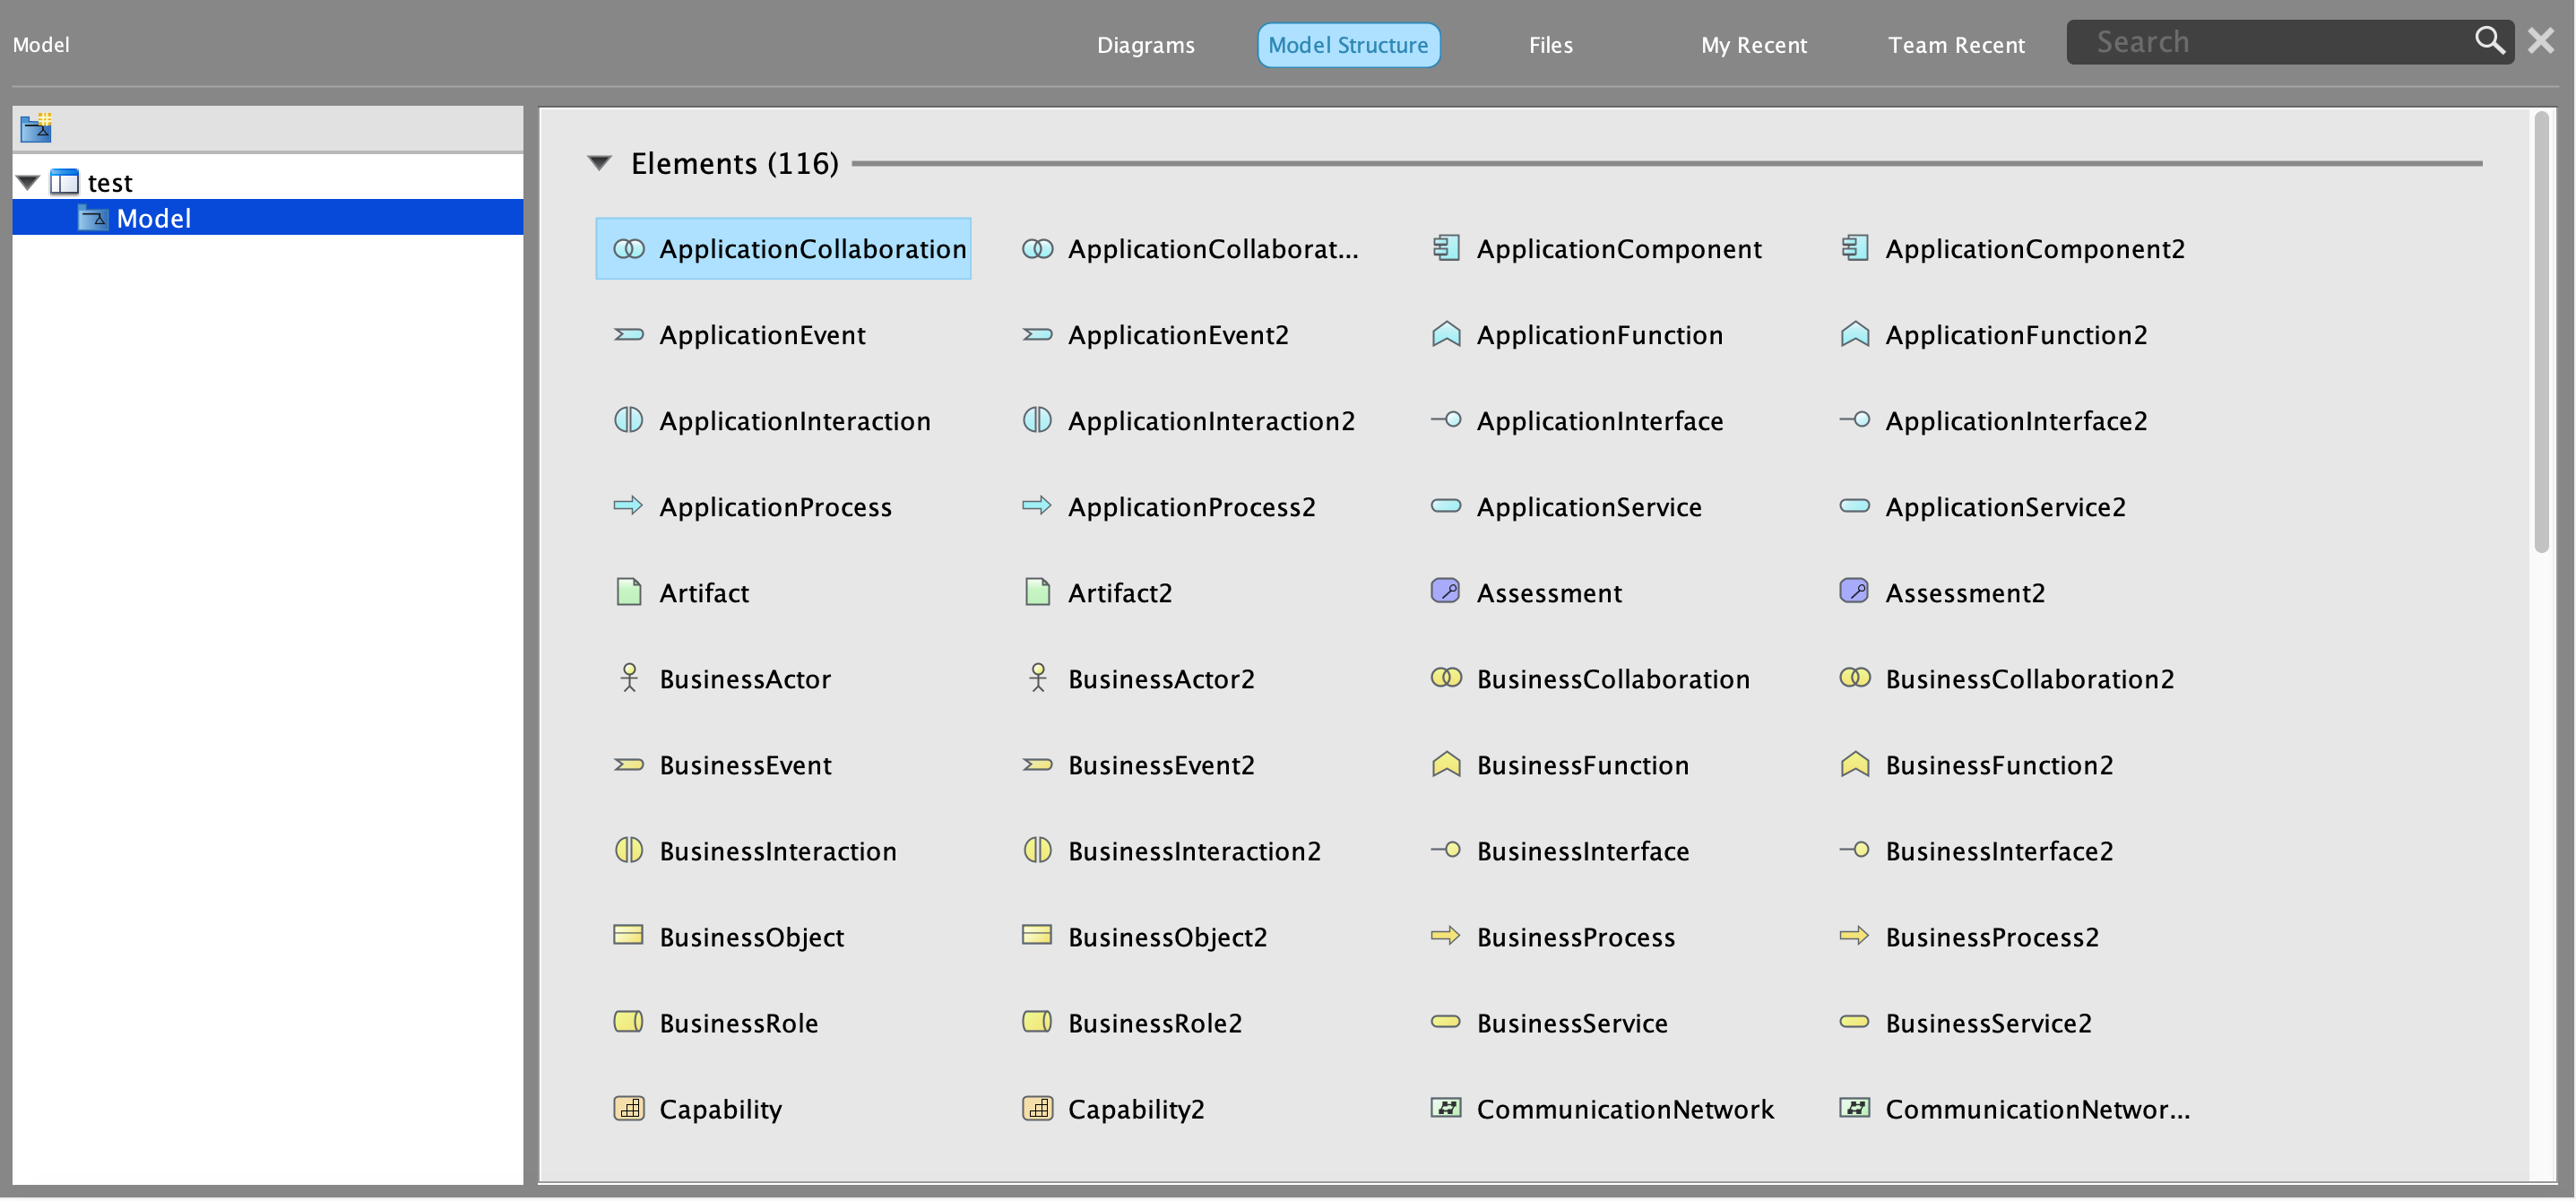 Model Diagrams Model Structure Files My Recent Team Recent Search
test
Model
Elements (116)
ApplicationCollaboration ApplicationCollaborat... ApplicationComponent ApplicationComponent2
ApplicationEvent ApplicationEvent2 ApplicationFunction ApplicationFunction2
ApplicationInteraction ApplicationInteraction2 ApplicationInterface ApplicationInterface2
ApplicationProcess ApplicationProcess2 ApplicationService ApplicationService2
Artifact Artifact2 Assessment Assessment2
BusinessActor BusinessActor2 BusinessCollaboration BusinessCollaboration2
BusinessEvent BusinessEvent2 BusinessFunction BusinessFunction2
BusinessInteraction BusinessInteraction2 BusinessInterface BusinessInterface2
BusinessObject BusinessObject2 BusinessProcess BusinessProcess2
BusinessRole BusinessRole2 BusinessService BusinessService2
Capability Capability2 CommunicationNetwork CommunicationNetwor...